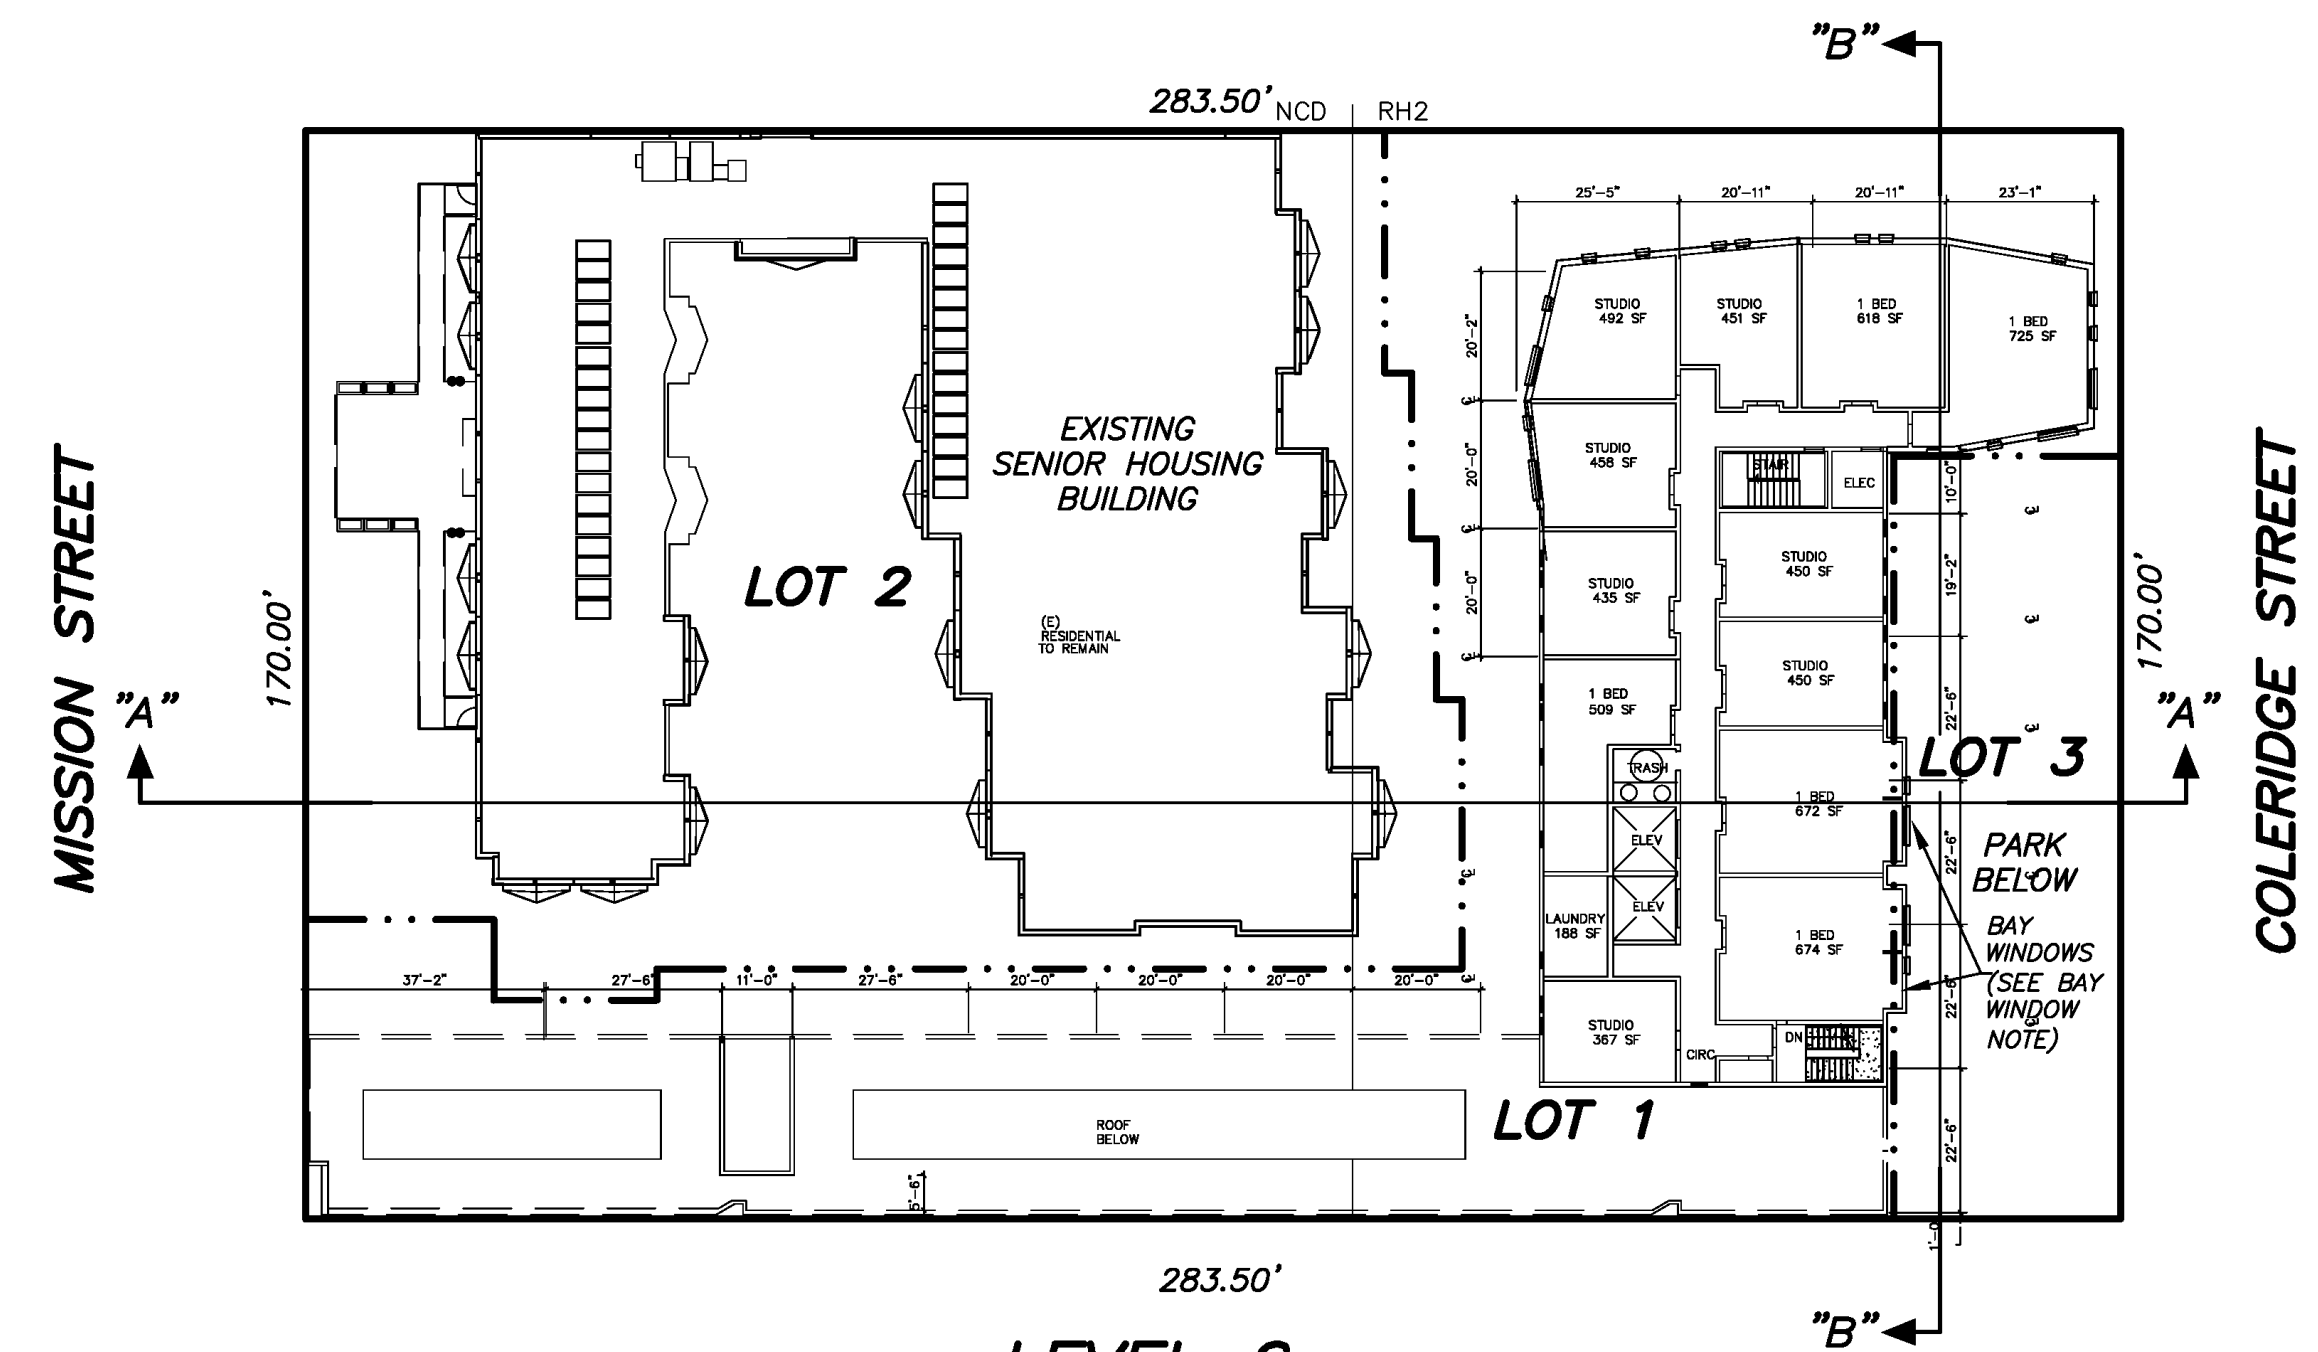 "B"
283.50'
NCD
RH2
25'-5"
20'-11"
20'-11"
23'-1"
STUDIO
492 SF
STUDIO
451 SF
1 BED
618 SF
1 BED
725 SF
20'-2"
20'-0"
20'-0"
EXISTING
SENIOR HOUSING
BUILDING
STUDIO
458 SF
STAIR
ELEC
10'-0"
MISSION STREET
COLERIDGE STREET
170.00'
170.00'
LOT 2
STUDIO
435 SF
STUDIO
450 SF
19'-2"
(E)
RESIDENTIAL
TO REMAIN
STUDIO
450 SF
22'-6"
"A"
"A"
1 BED
509 SF
LOT 3
TRASH
1 BED
672 SF
ELEV
22'-6"
PARK
BELOW
ELEV
LAUNDRY
188 SF
1 BED
674 SF
BAY
WINDOWS
(SEE BAY
WINDOW
NOTE)
22'-6"
37'-2"
27'-6"
11'-0"
27'-6"
20'-0"
20'-0"
20'-0"
20'-0"
STUDIO
367 SF
CIRC
DN
ROOF
BELOW
LOT 1
22'-6"
5'-6"
283.50'
"B"